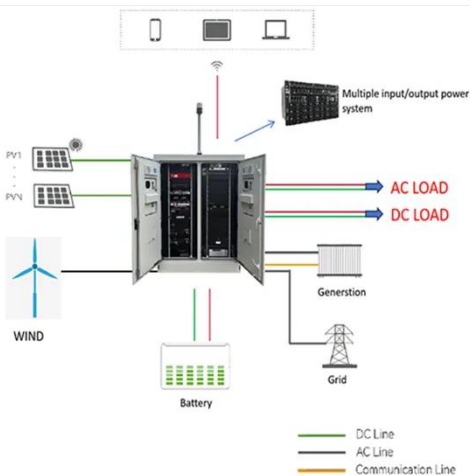 Multiple input/output power
system
PV1
PVN
AC LOAD
DC LOAD
WIND
Generstion
Grid
Battery
DC Line
AC Line
Communication Line